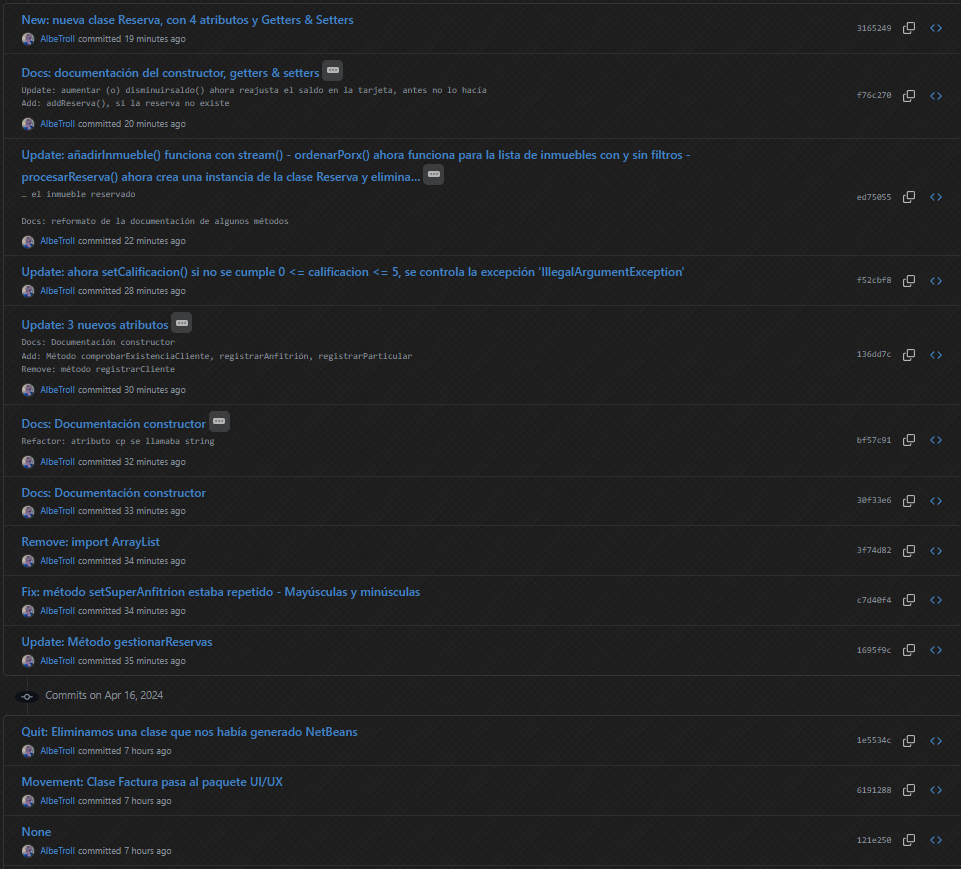 New: nueva clase Reserva, con 4 atributos y Getters & Setters
AlbeTroll committed 19 minutes ago
3165249
Docs: documentación del constructor, getters & setters
Update: aumentar (o) disminuirsaldo() ahora reajusta el saldo en la tarjeta, antes no lo hacía
Add: addReserva(), si la reserva no existe
AlbeTroll committed 20 minutes ago
f76c270
Update: añadirInmueble() funciona con stream() - ordenarPorx() ahora funciona para la lista de inmuebles con y sin filtros -
procesarReserva() ahora crea una instancia de la clase Reserva y elimina...
… el inmueble reservado
Docs: reformato de la documentación de algunos métodos
AlbeTroll committed 22 minutes ago
ed75055
Update: ahora setCalificacion() si no se cumple 0 <= calificacion <= 5, se controla la excepción 'IllegalArgumentException'
AlbeTroll committed 28 minutes ago
f52cbf8
Update: 3 nuevos atributos
Docs: Documentación constructor
Add: Método comprobarExistenciaCliente, registrarAnfitrión, registrarParticular
Remove: método registrarCliente
AlbeTroll committed 30 minutes ago
136dd7c
Docs: Documentación constructor
Refactor: atributo cp se llamaba string
AlbeTroll committed 32 minutes ago
bf57c91
Docs: Documentación constructor
AlbeTroll committed 33 minutes ago
30f33e6
Remove: import ArrayList
AlbeTroll committed 34 minutes ago
3f74d82
Fix: método setSuperAnfitrion estaba repetido - Mayúsculas y minúsculas
AlbeTroll committed 34 minutes ago
c7d40f4
Update: Método gestionarReservas
AlbeTroll committed 35 minutes ago
1695f9c
Commits on Apr 16, 2024
Quit: Eliminamos una clase que nos había generado NetBeans
AlbeTroll committed 7 hours ago
1e5534c
Movement: Clase Factura pasa al paquete UI/UX
AlbeTroll committed 7 hours ago
6191288
None
AlbeTroll committed 7 hours ago
121e250